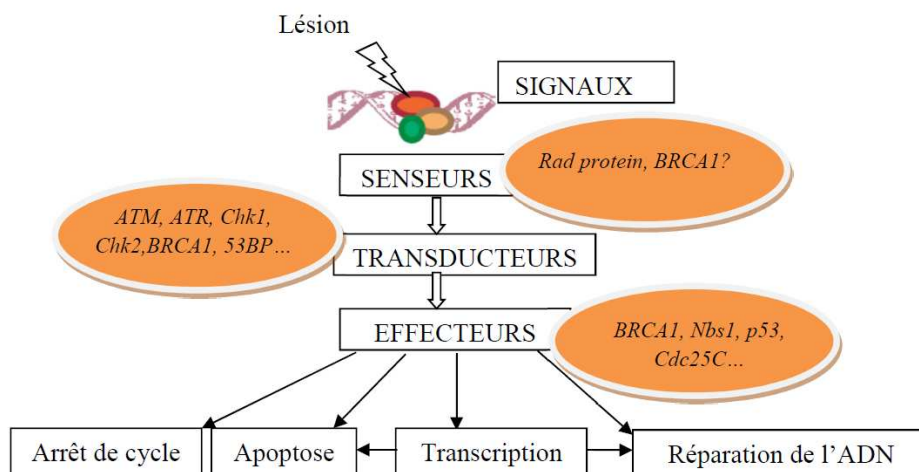 Lésion
SIGNAUX
Rad protein, BRCA1?
SENSEURS
ATM, ATR, Chk1,
Chk2,BRCA1, 53BP…
TRANSDUCTEURS
EFFECTEURS
BRCA1, Nbs1, p53,
Cdc25C…
Arrêt de cycle
Apoptose
Transcription
Réparation de l’ADN